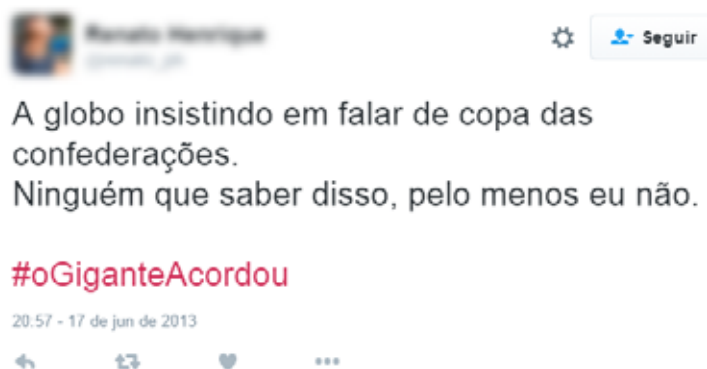 Seguir
A globo insistindo em falar de copa das
confederações.
Ninguém que saber disso, pelo menos eu não.
#oGiganteAcordou
20:57 - 17 de jun de 2013